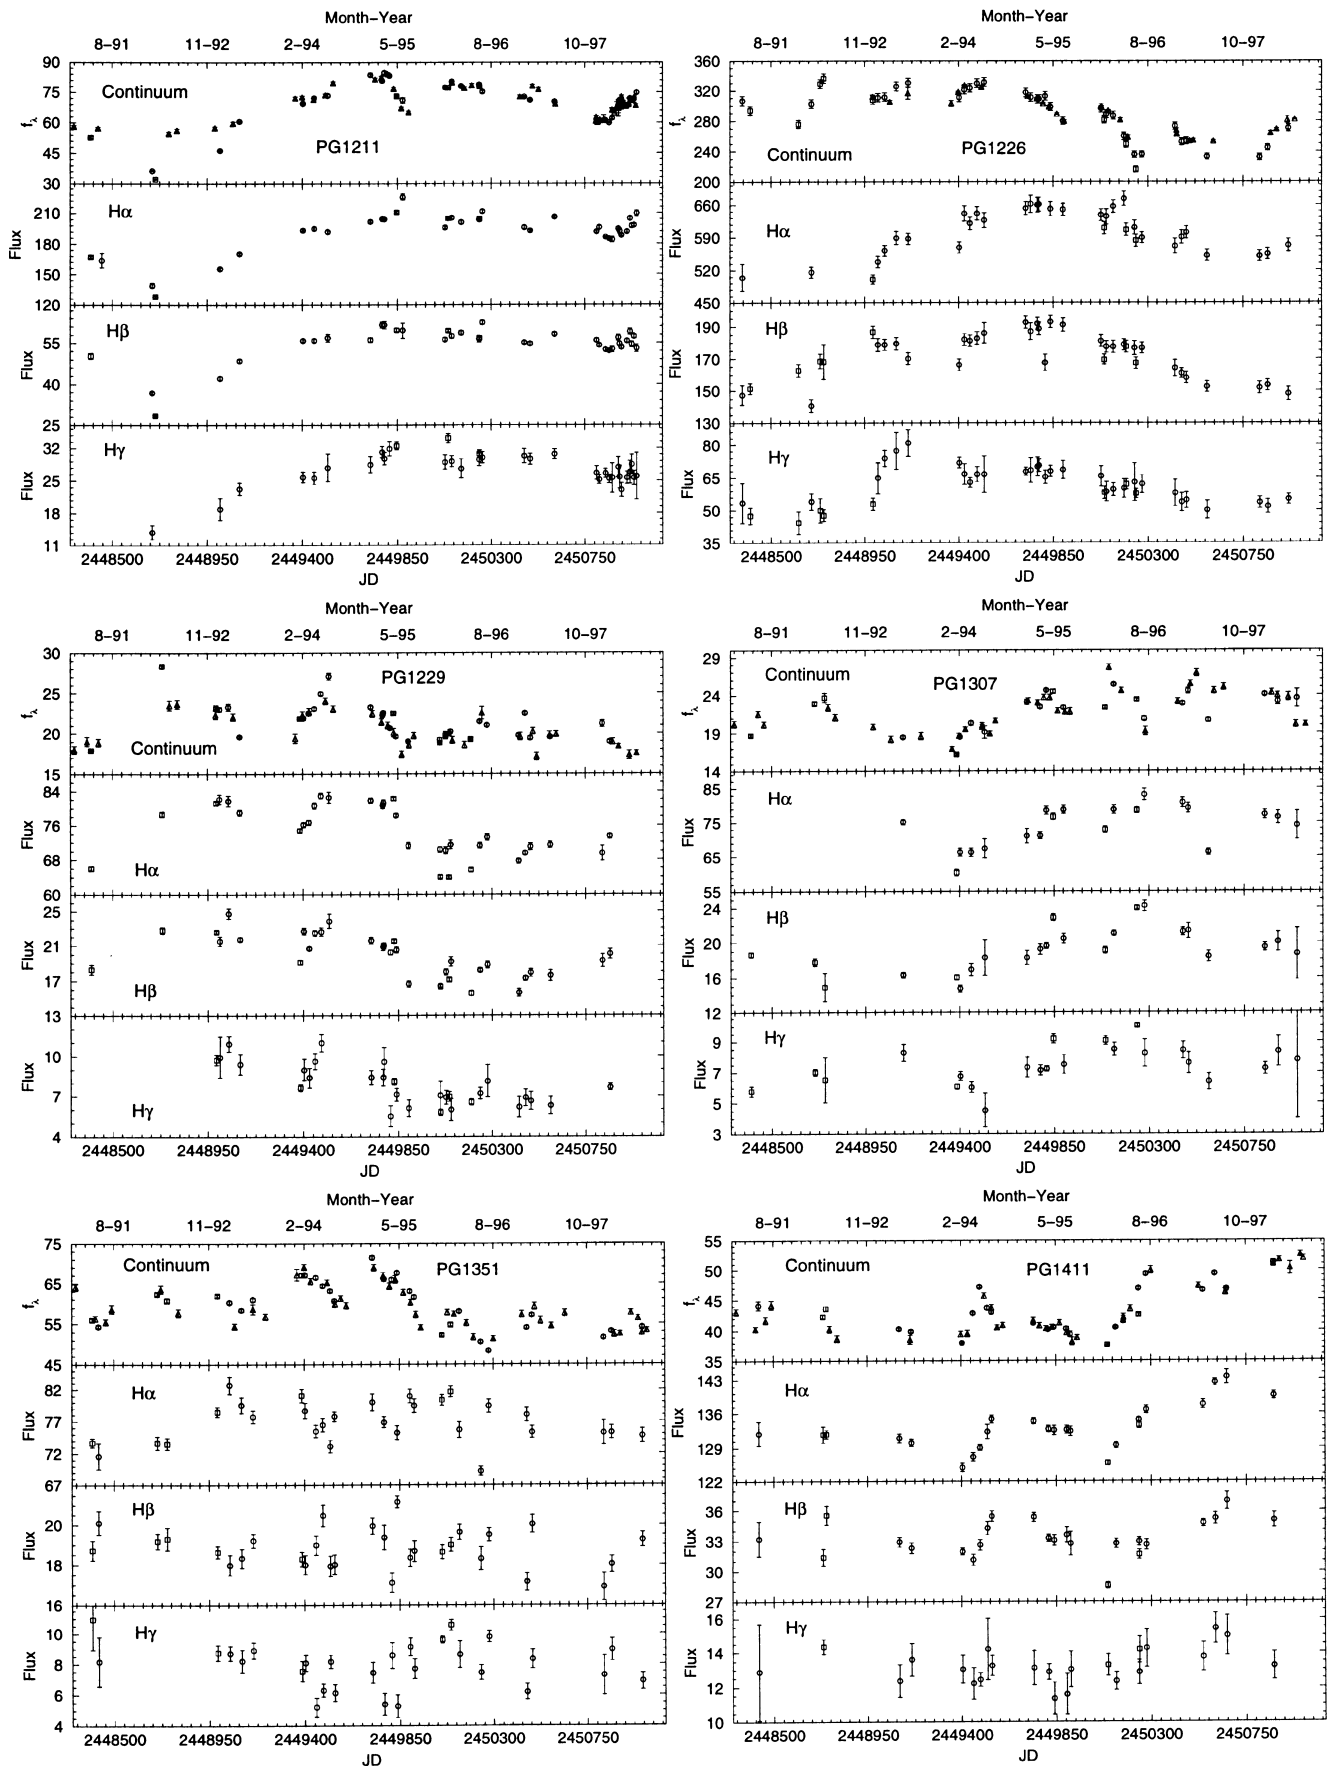 Month-Year
8-91 11-92 2-94 5-95 8-96 10-97
90 75 60 45 30
fλ
Continuum
PG1211
210 180 150 120
Flux
Hα
55 40 25
Flux
Hβ
32 25 18 11
Flux
Hγ
2448500 2448950 2449400 2449850 2450300 2450750
JD
Month-Year
8-91 11-92 2-94 5-95 8-96 10-97
360 320 280 240 200
fλ
Continuum
PG1226
660 590 520 450
Flux
Hα
190 170 150 130
Flux
Hβ
80 65 50 35
Flux
Hγ
2448500 2448950 2449400 2449850 2450300 2450750
JD
Month-Year
8-91 11-92 2-94 5-95 8-96 10-97
30 25 20 15
fλ
PG1229
Continuum
84 76 68 60
Flux
Hα
25 21 17 13
Flux
Hβ
10 7 4
Flux
Hγ
2448500 2448950 2449400 2449850 2450300 2450750
JD
Month-Year
8-91 11-92 2-94 5-95 8-96 10-97
29 24 19 14
fλ
Continuum
PG1307
85 75 65 55
Flux
Hα
24 20 16 12
Flux
Hβ
9 7 5 3
Flux
Hγ
2448500 2448950 2449400 2449850 2450300 2450750
JD
Month-Year
8-91 11-92 2-94 5-95 8-96 10-97
75 65 55 45
fλ
Continuum
PG1351
82 77 72 67
Flux
Hα
20 18 16
Flux
Hβ
10 8 6 4
Flux
Hγ
2448500 2448950 2449400 2449850 2450300 2450750
JD
Month-Year
8-91 11-92 2-94 5-95 8-96 10-97
55 50 45 40 35
fλ
Continuum
PG1411
143 136 129 122
Flux
Hα
36 33 30 27
Flux
Hβ
16 14 12 10
Flux
Hγ
2448500 2448950 2449400 2449850 2450300 2450750
JD